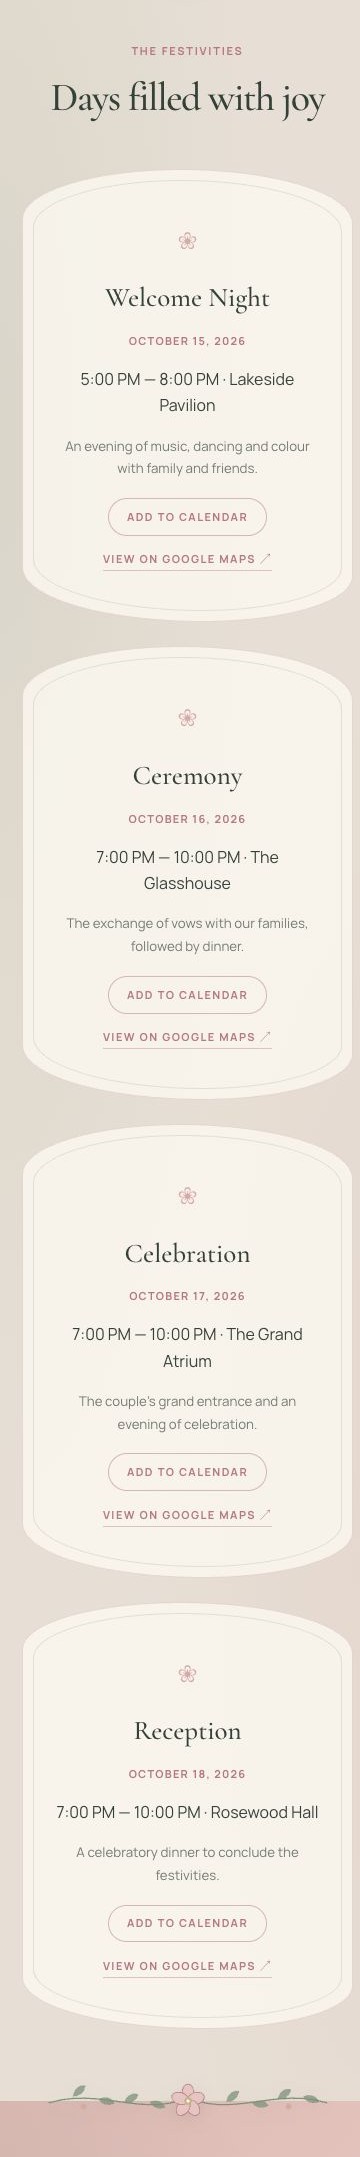 THE FESTIVITIES
Days filled with joy
Welcome Night
OCTOBER 15, 2026
5:00 PM — 8:00 PM · Lakeside
Pavilion
An evening of music, dancing and colour
with family and friends.
ADD TO CALENDAR
VIEW ON GOOGLE MAPS ↗
Ceremony
OCTOBER 16, 2026
7:00 PM — 10:00 PM · The
Glasshouse
The exchange of vows with our families,
followed by dinner.
ADD TO CALENDAR
VIEW ON GOOGLE MAPS ↗
Celebration
OCTOBER 17, 2026
7:00 PM — 10:00 PM · The Grand
Atrium
The couple's grand entrance and an
evening of celebration.
ADD TO CALENDAR
VIEW ON GOOGLE MAPS ↗
Reception
OCTOBER 18, 2026
7:00 PM — 10:00 PM · Rosewood Hall
A celebratory dinner to conclude the
festivities.
ADD TO CALENDAR
VIEW ON GOOGLE MAPS ↗